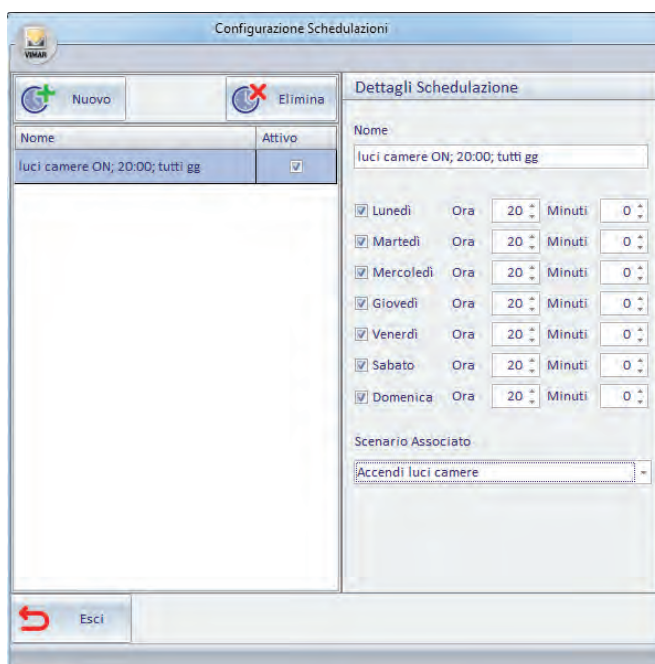 Configurazione Schedulazioni
VIMAR
Nuovo
Elimina
Nome
Attivo
luci camere ON; 20:00; tutti gg
Dettagli Schedulazione
Nome
luci camere ON; 20:00; tutti gg
Lunedì Ora 20 Minuti 0
Martedì Ora 20 Minuti 0
Mercoledì Ora 20 Minuti 0
Giovedì Ora 20 Minuti 0
Venerdì Ora 20 Minuti 0
Sabato Ora 20 Minuti 0
Domenica Ora 20 Minuti 0
Scenario Associato
Accendi luci camere
Esci